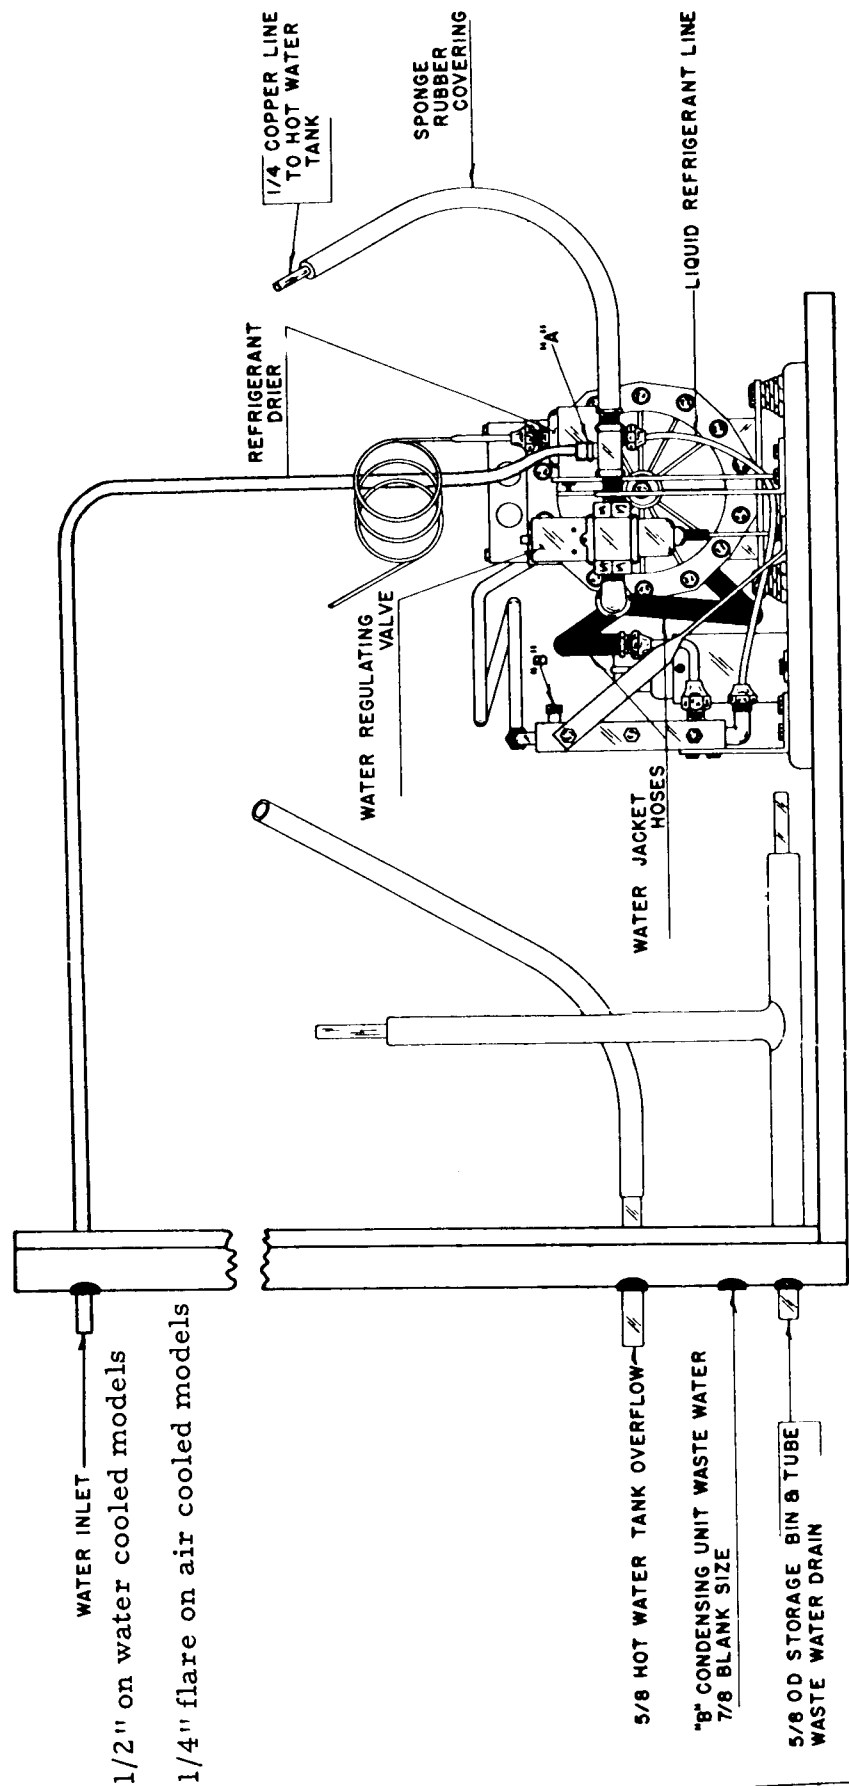 1/4 COPPER LINE
TO HOT WATER
TANK
SPONGE
RUBBER
COVERING
REFRIGERANT
DRIER
"A"
LIQUID REFRIGERANT LINE
WATER REGULATING
VALVE
"B"
WATER JACKET
HOSES
WATER INLET
1/2" on water cooled models
1/4" flare on air cooled models
5/8 HOT WATER TANK OVERFLOW
"B" CONDENSING UNIT WASTE WATER
7/8 BLANK SIZE
5/8 OD STORAGE BIN & TUBE
WASTE WATER DRAIN